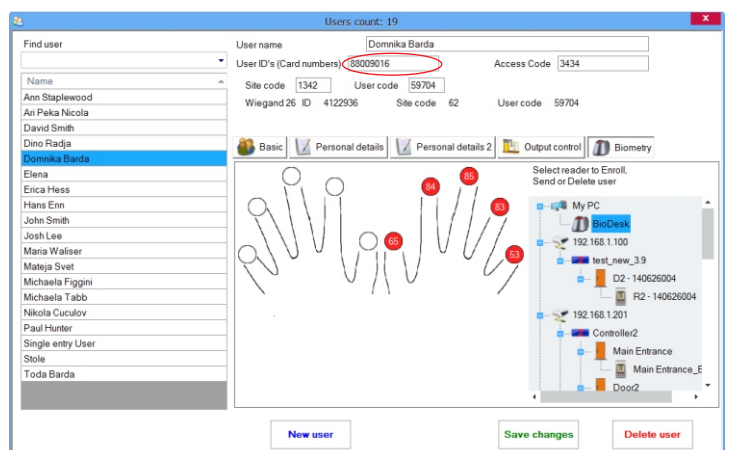 Users count: 19
x
Find user
Name
Ann Staplewood
Ari Peka Nicola
David Smith
Dino Radja
Domnika Barda
Elena
Erica Hess
Hans Enn
John Smith
Josh Lee
Maria Waliser
Mateja Svet
Michaela Figgini
Michaela Tabb
Nikola Cuculov
Paul Hunter
Single entry User
Stole
Toda Barda
User name Domnika Barda
User ID's (Card numbers) 88009016 Access Code 3434
Site code 1342 User code 59704
Wiegand 26 ID 4122936 Site code 62 User code 59704
Basic Personal details Personal details 2 Output control Biometry
65 84 85 83 53
Select reader to Enroll,
Send or Delete user
My PC
BioDesk
192.168.1.100
test_new_3.9
D2 - 140626004
R2 - 140626004
192.168.1.201
Controller2
Main Entrance
Main Entrance_E
Door2
New user Save changes Delete user